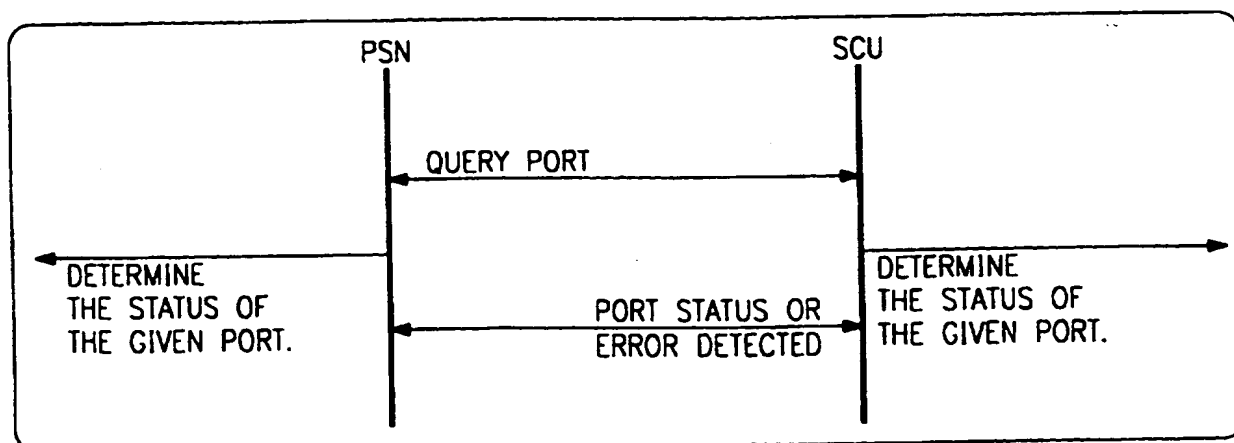 PSN
SCU
QUERY PORT
DETERMINE
THE STATUS OF
THE GIVEN PORT.
PORT STATUS OR
ERROR DETECTED
DETERMINE
THE STATUS OF
THE GIVEN PORT.